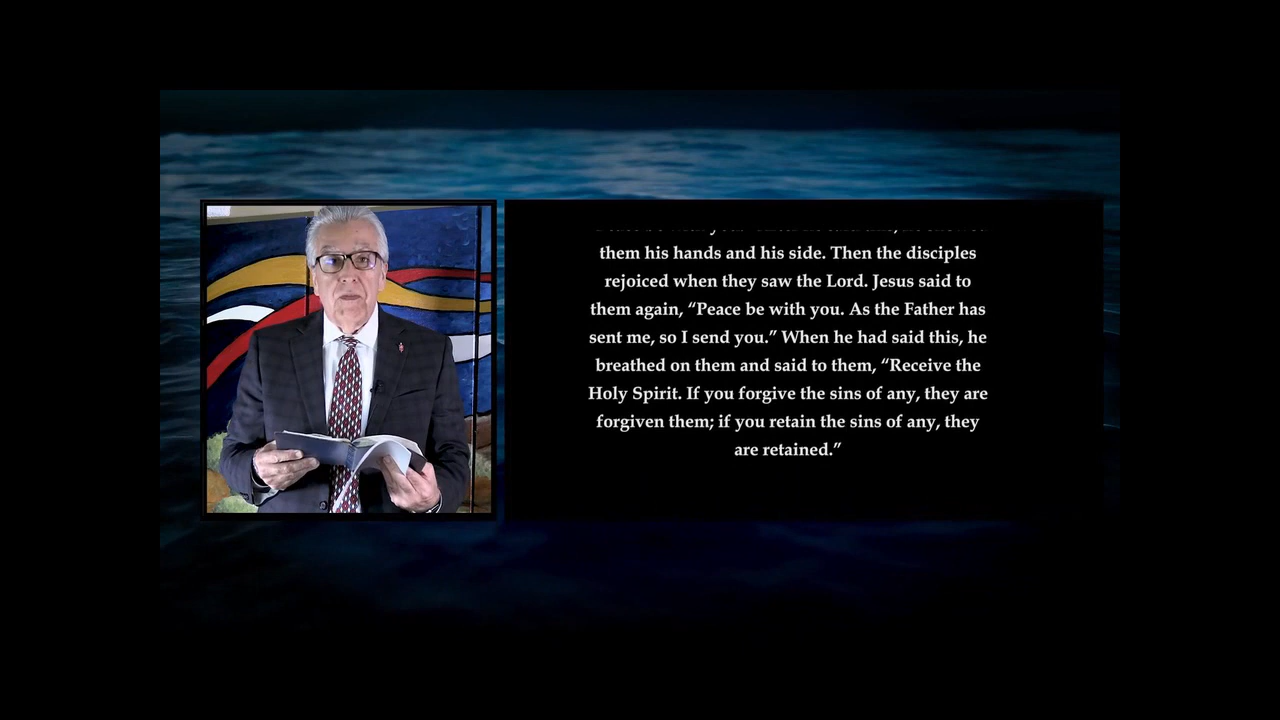 them his hands and his side. Then the disciples
rejoiced when they saw the Lord. Jesus said to
them again, “Peace be with you. As the Father has
sent me, so I send you.” When he had said this, he
breathed on them and said to them, “Receive the
Holy Spirit. If you forgive the sins of any, they are
forgiven them; if you retain the sins of any, they
are retained.”